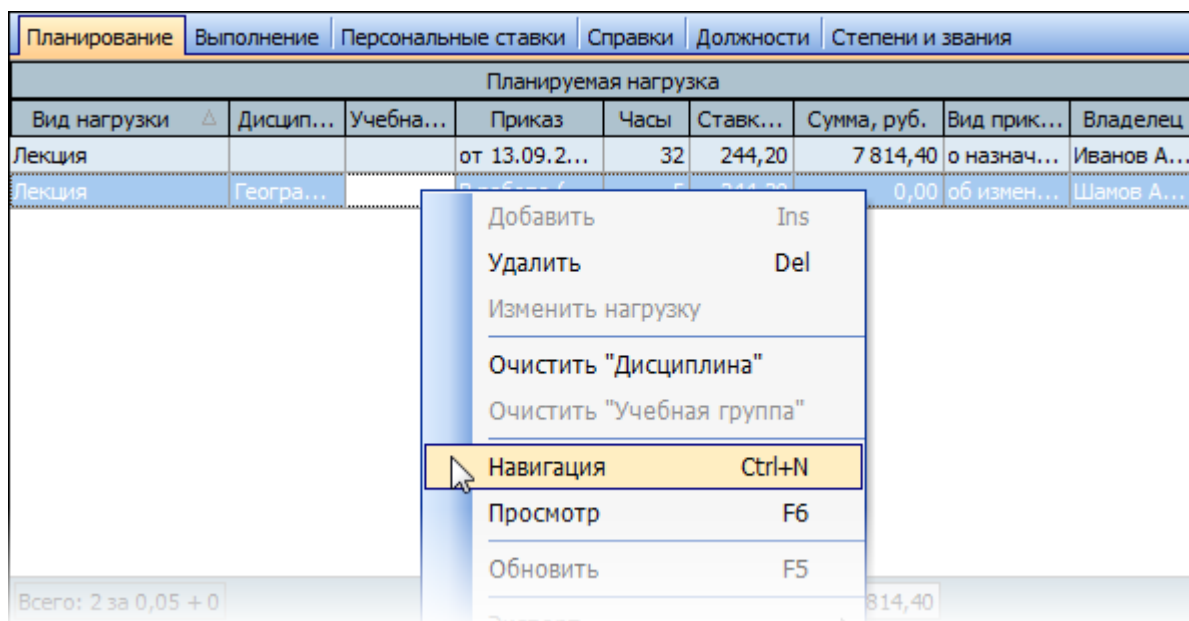 Планирование Выполнение Персональные ставки Справки Должности Степени и звания
Планируемая нагрузка
Вид нагрузки Дисцип... Учебна... Приказ Часы Ставк... Сумма, руб. Вид прик... Владелец
Лекция от 13.09.2... 32 244,20 7 814,40 о назнач... Иванов А...
Лекция Геогра... 0,00 об измен... Шамов А...
Добавить Ins
Удалить Del
Изменить нагрузку
Очистить "Дисциплина"
Очистить "Учебная группа"
Навигация Ctrl+N
Просмотр F6
Обновить F5
Всего: 2 за 0,05 + 0 814,40